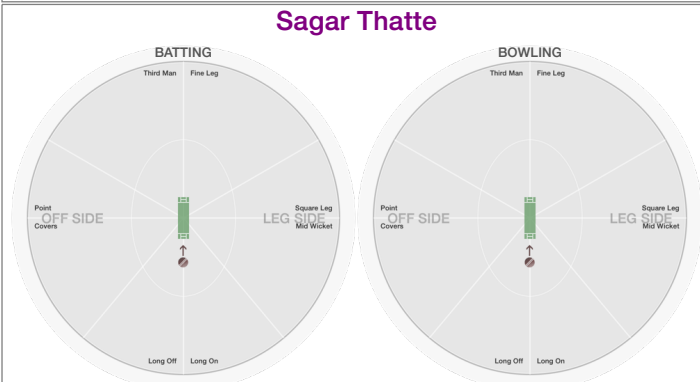 Sagar Thatte
BATTING
Third Man Fine Leg
Point
OFF SIDE
Covers
Square Leg
LEG SIDE
Mid Wicket
Long Off Long On
BOWLING
Third Man Fine Leg
Point
OFF SIDE
Covers
Square Leg
LEG SIDE
Mid Wicket
Long Off Long On